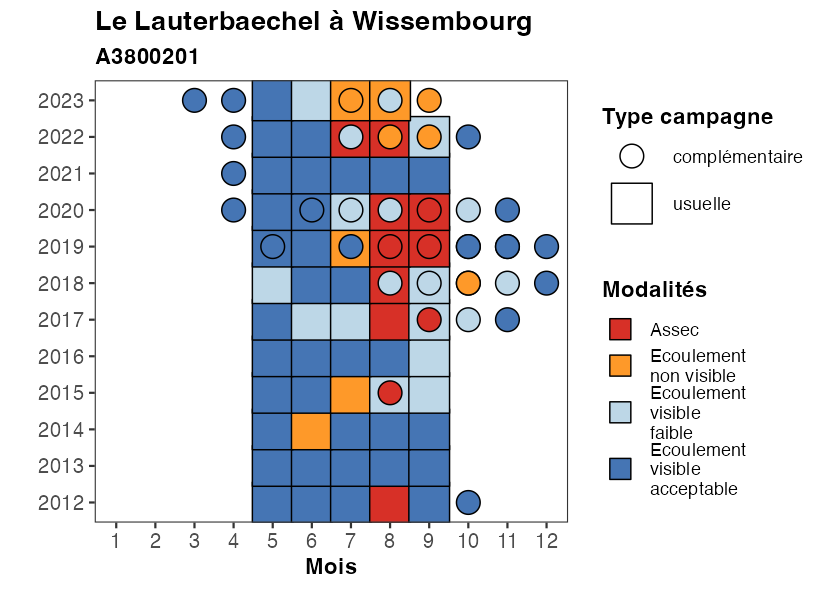 Le Lauterbaechel à Wissembourg
A3800201
2023
2022
2021
2020
2019
2018
2017
2016
2015
2014
2013
2012
1 2 3 4 5 6 7 8 9 10 11 12
Mois
Type campagne
complémentaire
usuelle
Modalités
Assec
Ecoulement
non visible
Ecoulement
visible
faible
Ecoulement
visible
acceptable